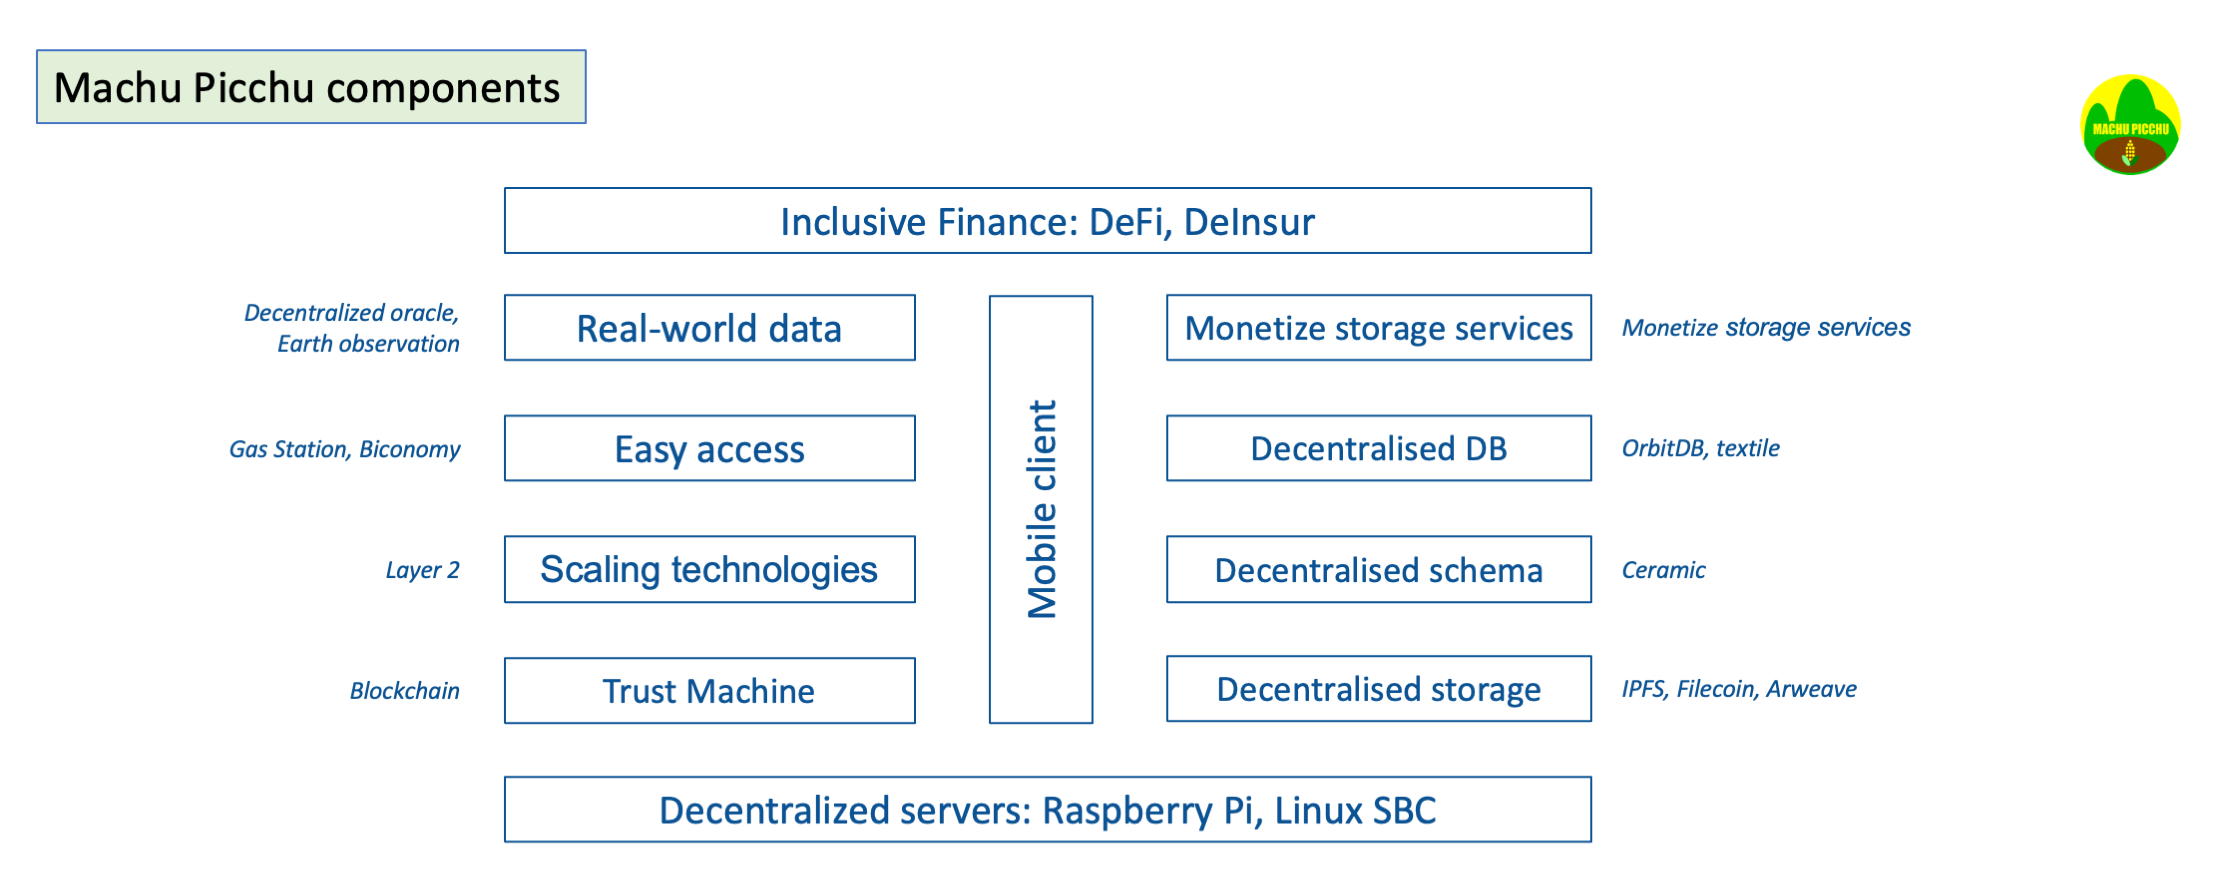 Machu Picchu components
MACHU PICCHU
Inclusive Finance: DeFi, DeInsur
Decentralized oracle,
Earth observation
Real-world data
Monetize storage services
Monetize storage services
Gas Station, Biconomy
Easy access
Mobile client
Decentralised DB
OrbitDB, textile
Layer 2
Scaling technologies
Decentralised schema
Ceramic
Blockchain
Trust Machine
Decentralised storage
IPFS, Filecoin, Arweave
Decentralized servers: Raspberry Pi, Linux SBC